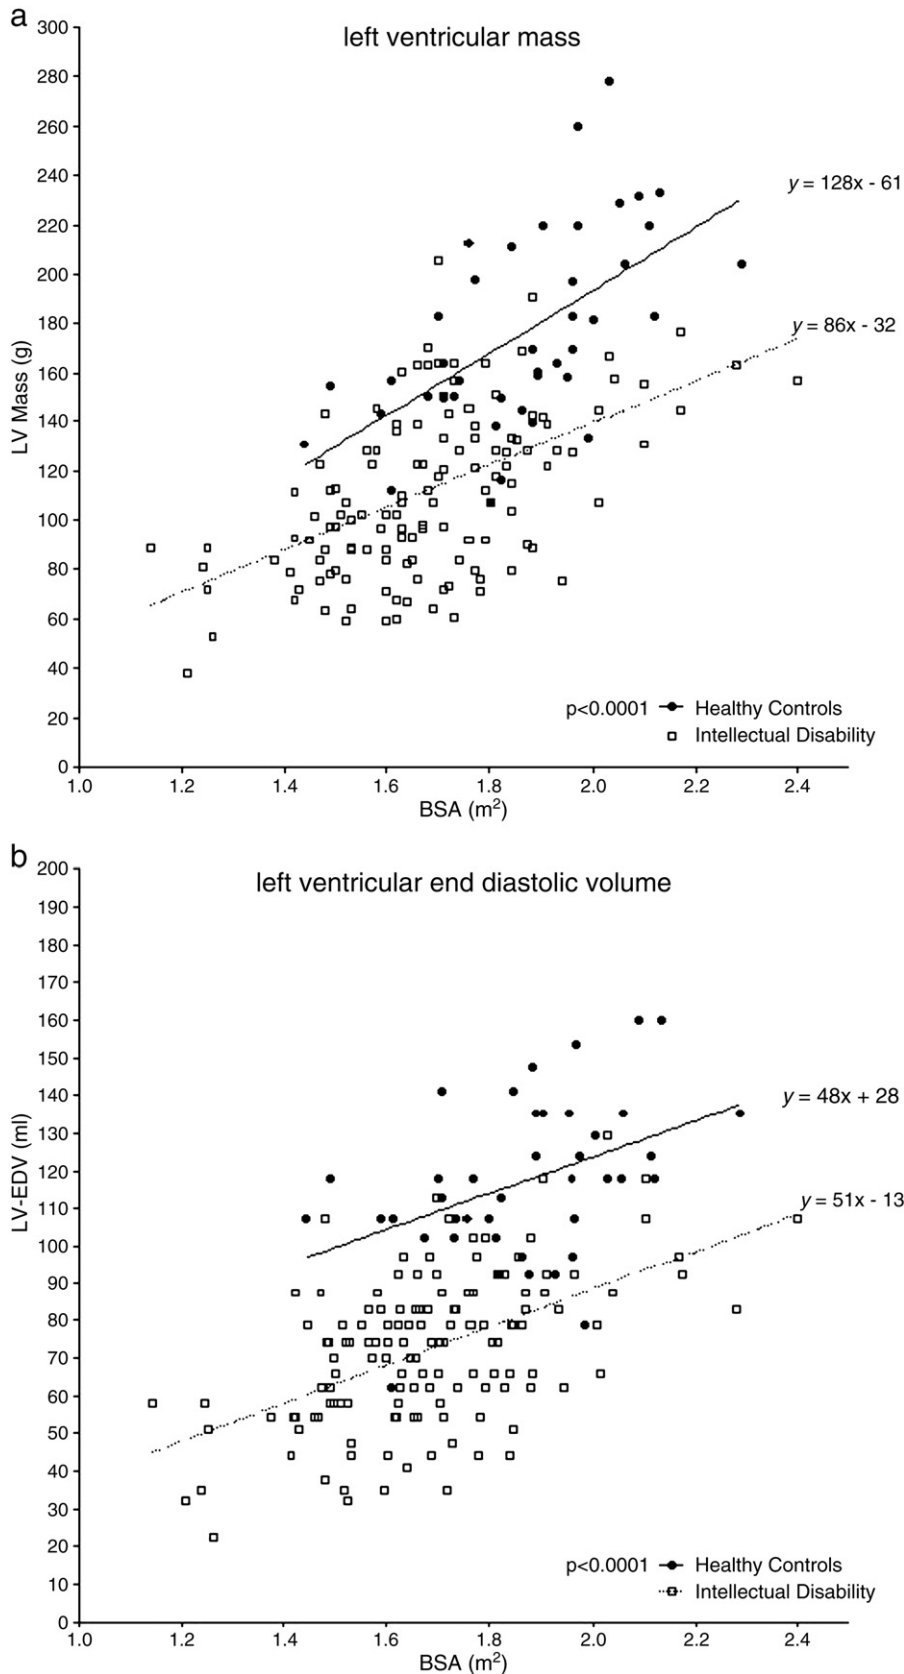 a
left ventricular mass
300
280
260
240
220
200
180
160
140
120
100
80
60
40
20
0
LV Mass (g)
y = 128x - 61
y = 86x - 32
p<0.0001 Healthy Controls
Intellectual Disability
1.0 1.2 1.4 1.6 1.8 2.0 2.2 2.4
BSA (m²)
b
left ventricular end diastolic volume
200
190
180
170
160
150
140
130
120
110
100
90
80
70
60
50
40
30
20
10
0
LV-EDV (ml)
y = 48x + 28
y = 51x - 13
p<0.0001 Healthy Controls
Intellectual Disability
1.0 1.2 1.4 1.6 1.8 2.0 2.2 2.4
BSA (m²)